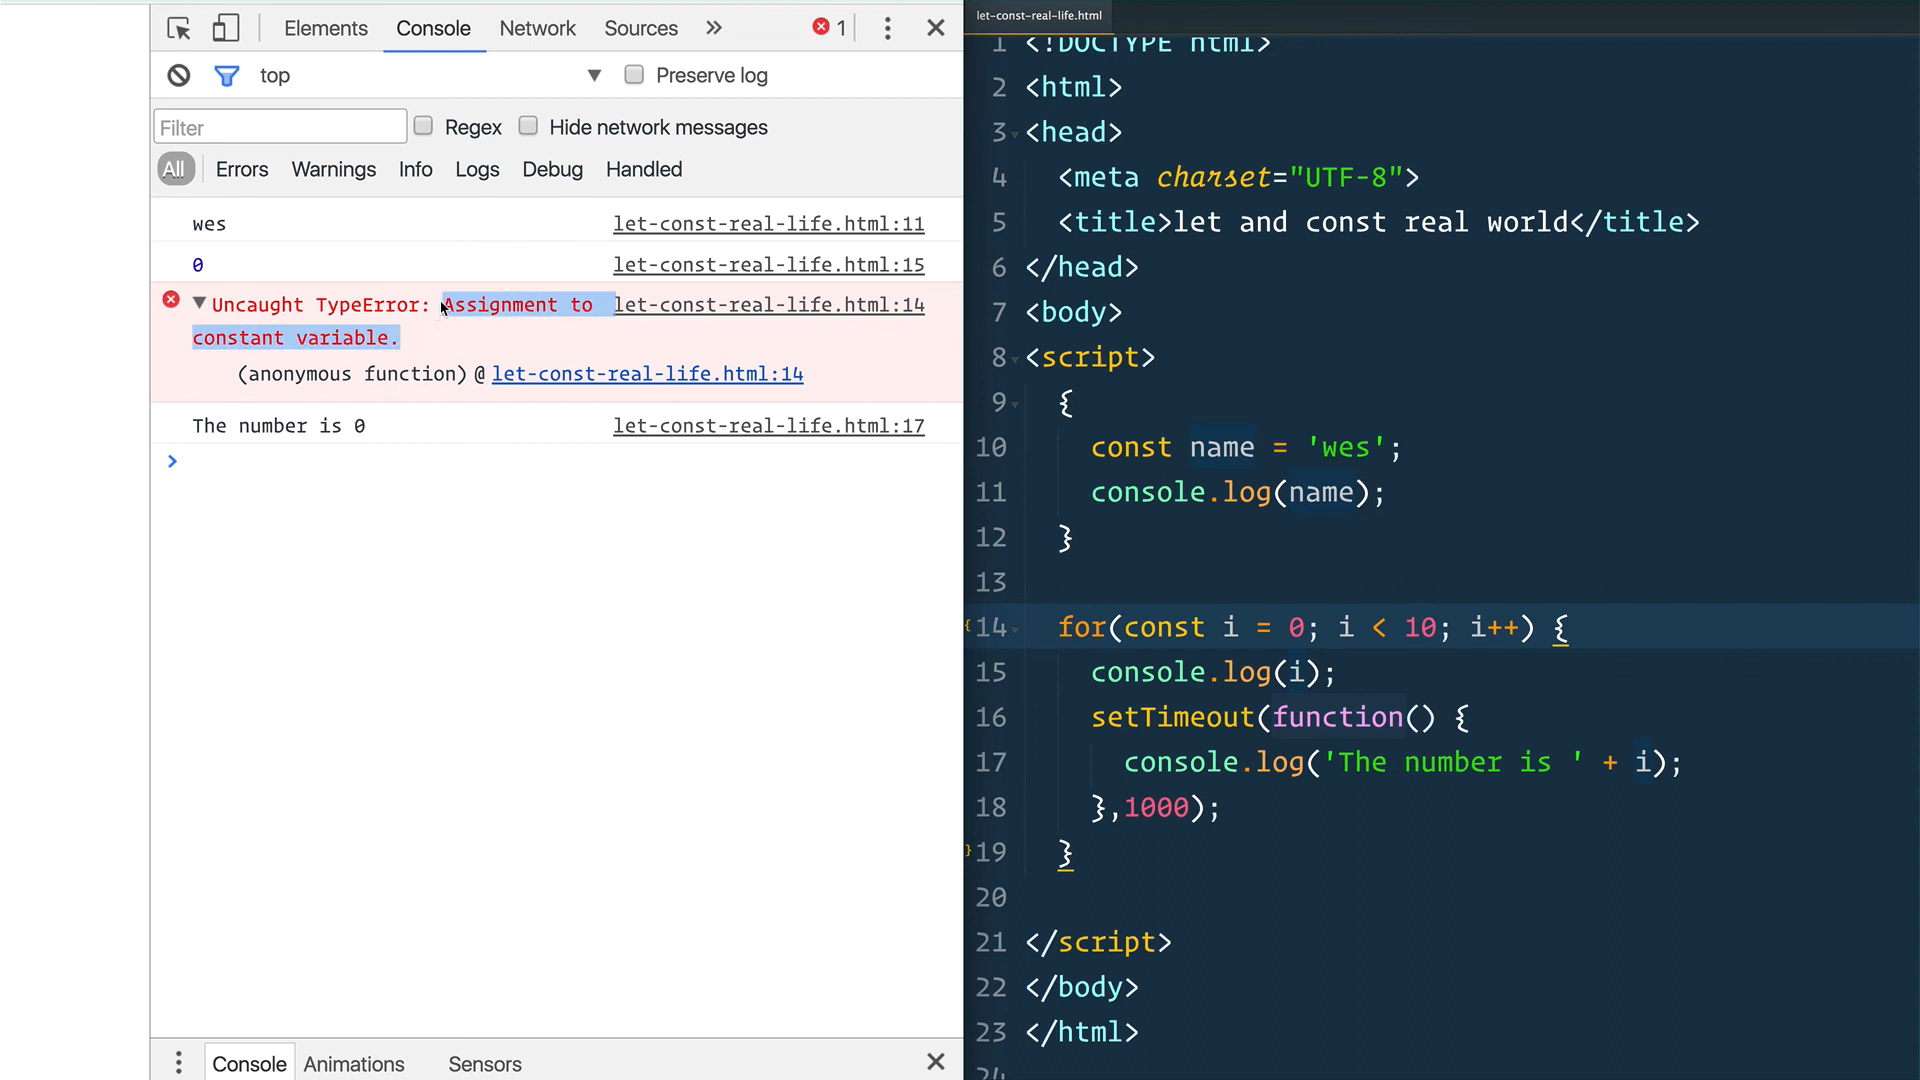 Elements Console Network Sources » 1
top Preserve log
Filter Regex Hide network messages
All Errors Warnings Info Logs Debug Handled
wes let-const-real-life.html:11
0 let-const-real-life.html:15
Uncaught TypeError: Assignment to let-const-real-life.html:14
constant variable.
(anonymous function) @ let-const-real-life.html:14
The number is 0 let-const-real-life.html:17
>
Console Animations Sensors
let-const-real-life.html
1 <!DOCTYPE html>
2 <html>
3 <head>
4 <meta charset="UTF-8">
5 <title>let and const real world</title>
6 </head>
7 <body>
8 <script>
9 {
10 const name = 'wes';
11 console.log(name);
12 }
13
14 for(const i = 0; i < 10; i++) {
15 console.log(i);
16 setTimeout(function() {
17 console.log('The number is ' + i);
18 },1000);
19 }
20
21 </script>
22 </body>
23 </html>
24